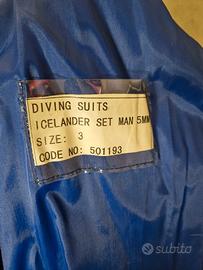 DIVING SUITS
ICELANDER SET MAN 5MM
SIZE: 3
CODE NO: 501193
subito